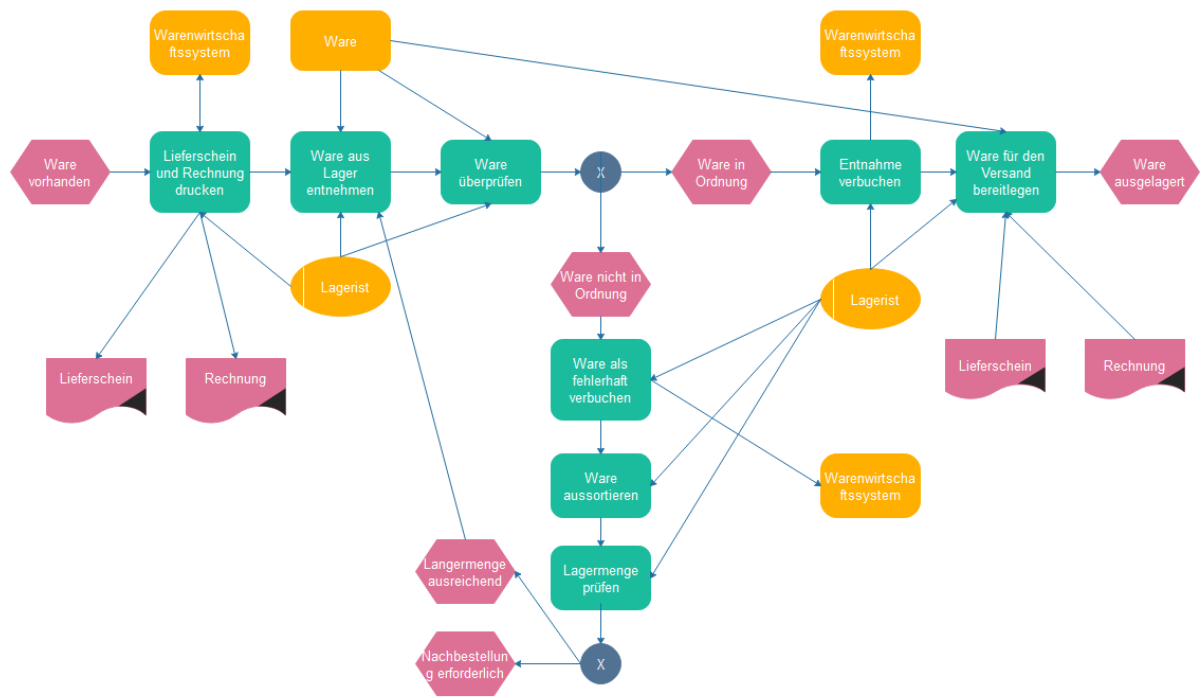 Warenwirtscha
ftssystem
Ware
Warenwirtscha
ftssystem
Ware
vorhanden
Lieferschein
und Rechnung
drucken
Ware aus
Lager
entnehmen
Ware
überprüfen
X
Ware in
Ordnung
Entnahme
verbuchen
Ware für den
Versand
bereitlegen
Ware
ausgelagert
Lagerist
Ware nicht in
Ordnung
Lagerist
Lieferschein
Rechnung
Ware als
fehlerhaft
verbuchen
Lieferschein
Rechnung
Ware
aussortieren
Warenwirtscha
ftssystem
Langermenge
ausreichend
Lagermenge
prüfen
Nachbestellun
g erforderlich
X